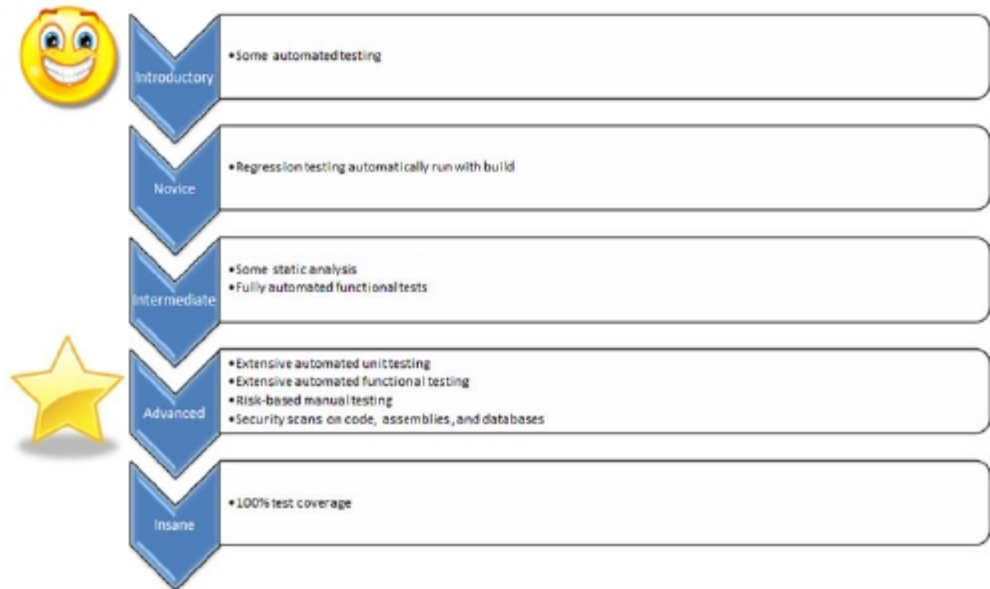 Introductory
•Some automated testing
Novice
•Regression testing automatically run with build
Intermediate
•Some static analysis
•Fully automated functional tests
Advanced
•Extensive automated unit testing
•Extensive automated functional testing
•Risk-based manual testing
•Security scans on code, assemblies, and databases
Insane
•100% test coverage